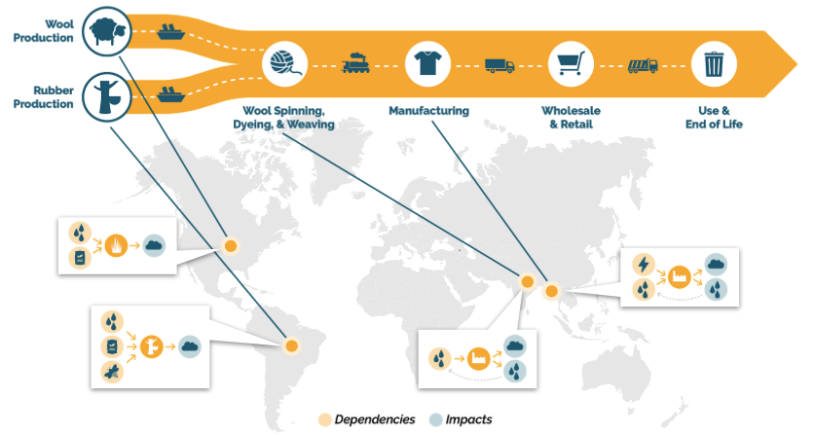 Wool
Production
Rubber
Production
Wool Spinning,
Dyeing, & Weaving
Manufacturing
Wholesale
& Retail
Use &
End of Life
Dependencies
Impacts